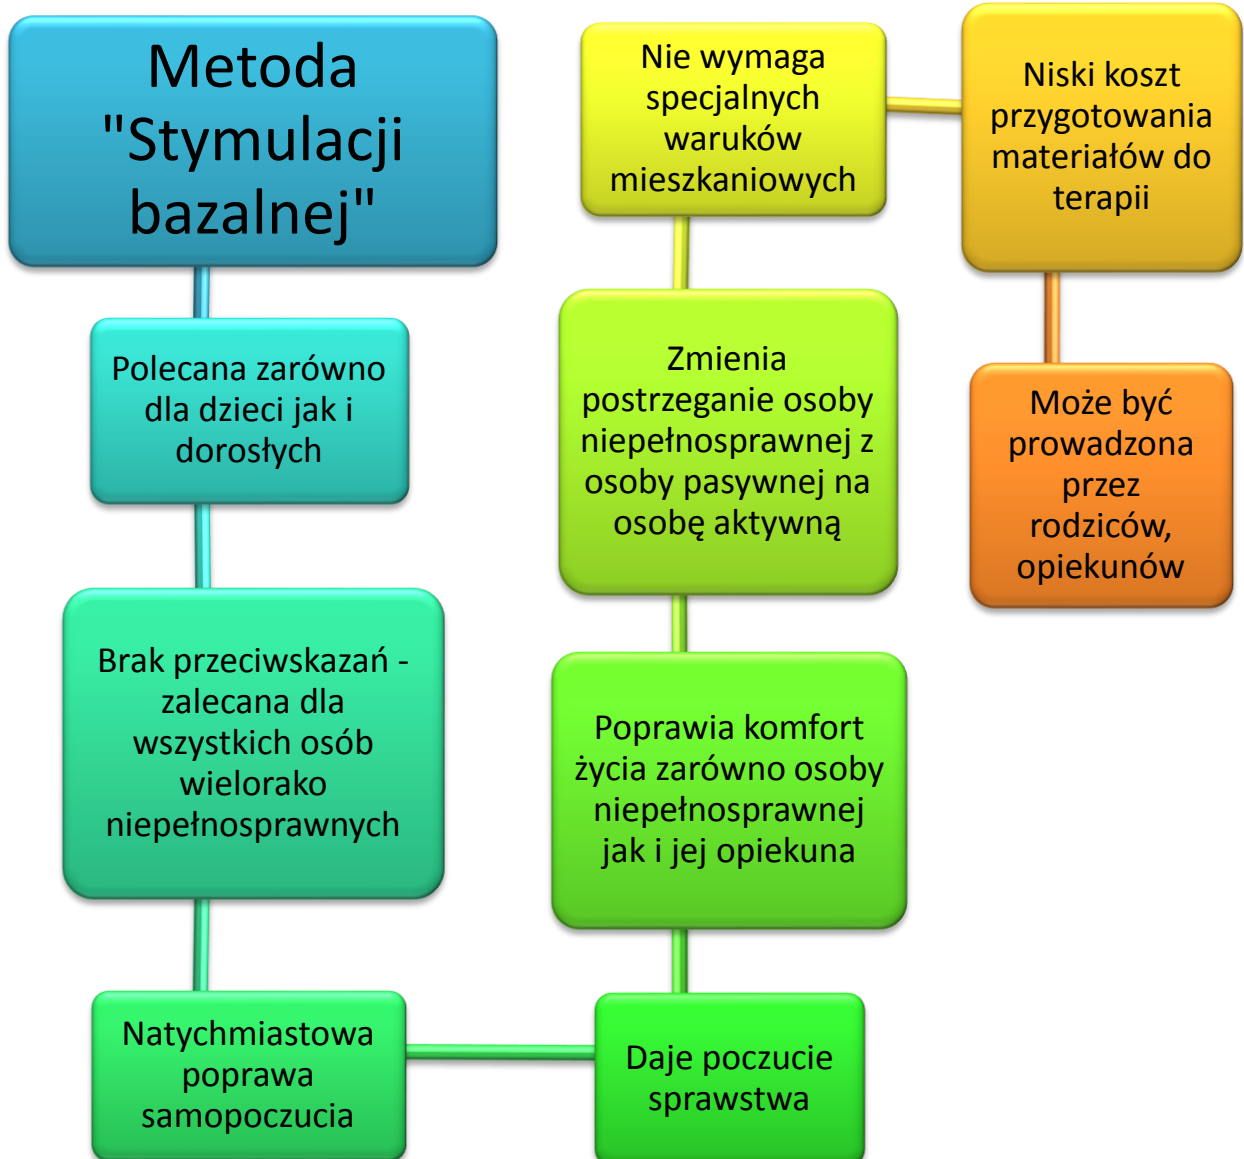 Metoda
"Stymulacji
bazalnej"
Polecana zarówno
dla dzieci jak i
dorosłych
Brak przeciwskazań -
zalecana dla
wszystkich osób
wielorako
niepełnosprawnych
Natychmiastowa
poprawa
samopoczucia
Daje poczucie
sprawstwa
Poprawia komfort
życia zarówno osoby
niepełnosprawnej
jak i jej opiekuna
Zmienia
postrzeganie osoby
niepełnosprawnej z
osoby pasywnej na
osobę aktywną
Nie wymaga
specjalnych
waruków
mieszkaniowych
Niski koszt
przygotowania
materiałów do
terapii
Może być
prowadzona
przez
rodziców,
opiekunów